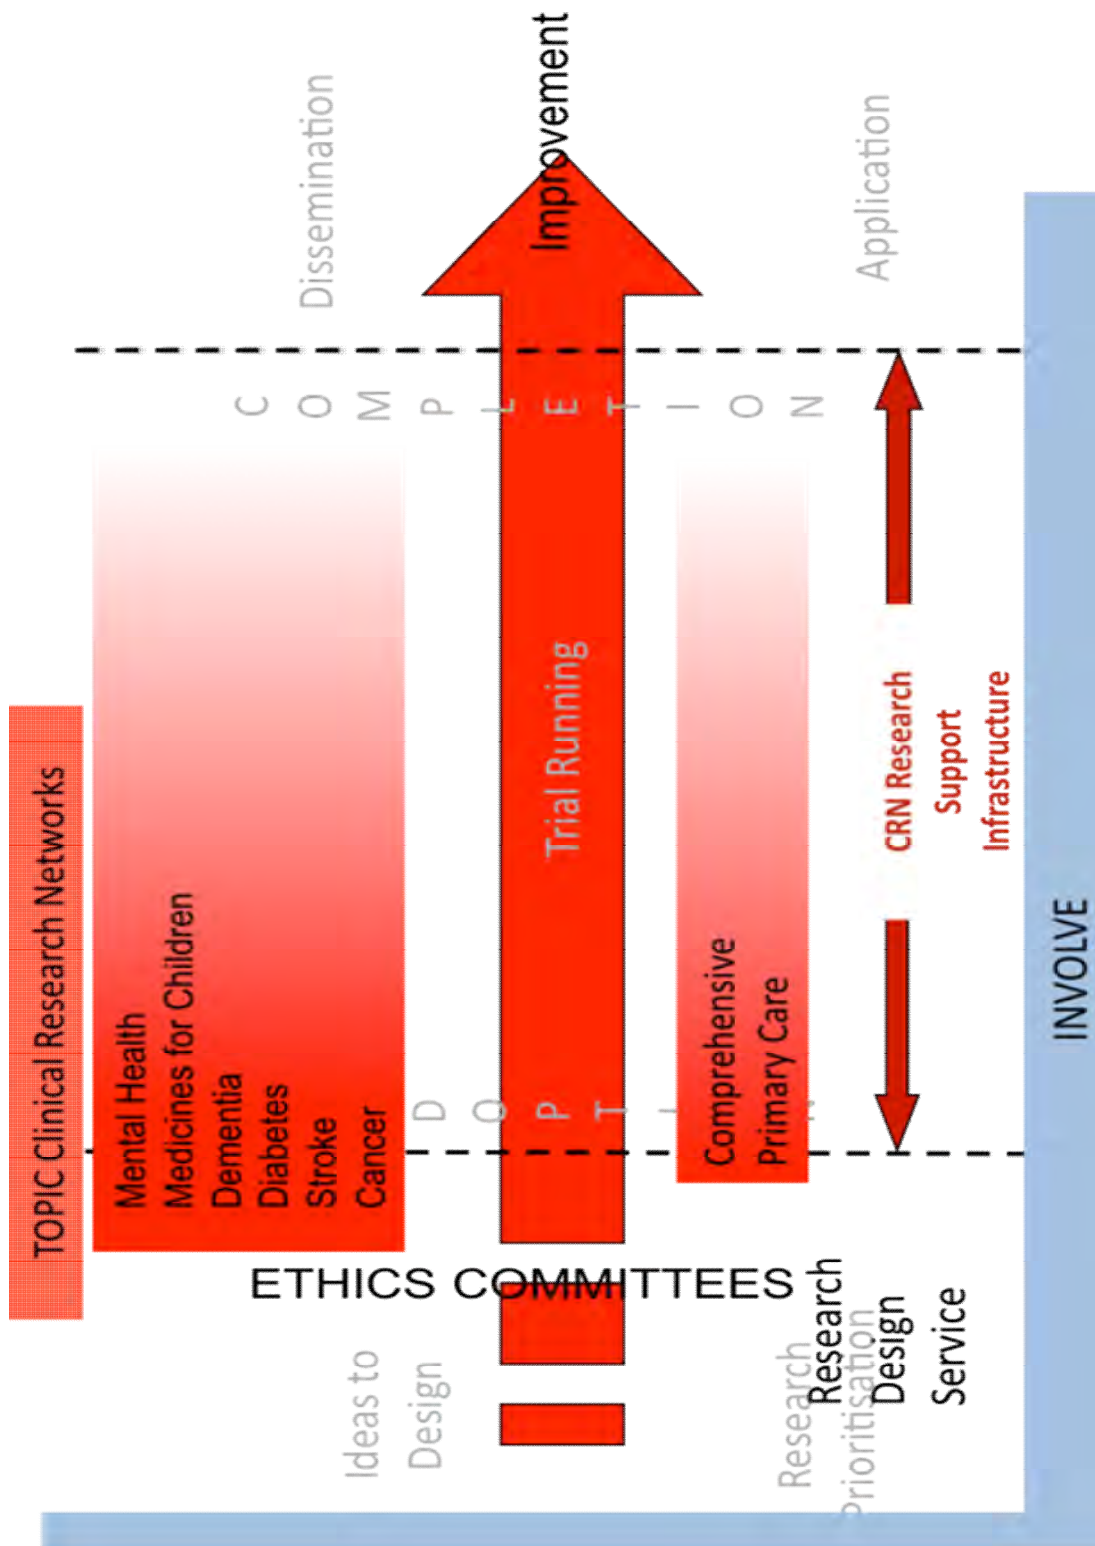 TOPIC Clinical Research Networks
Mental Health
Medicines for Children
Dementia
Diabetes
Stroke
Cancer
Ideas to
Design
ETHICS COMMITTEES
DOPTI
Trial Running
COMPLETION
Dissemination
Improvement
Comprehensive
Primary Care
Research
Prioritisation
Research
Design
Service
CRN Research
Support
Infrastructure
Application
INVOLVE